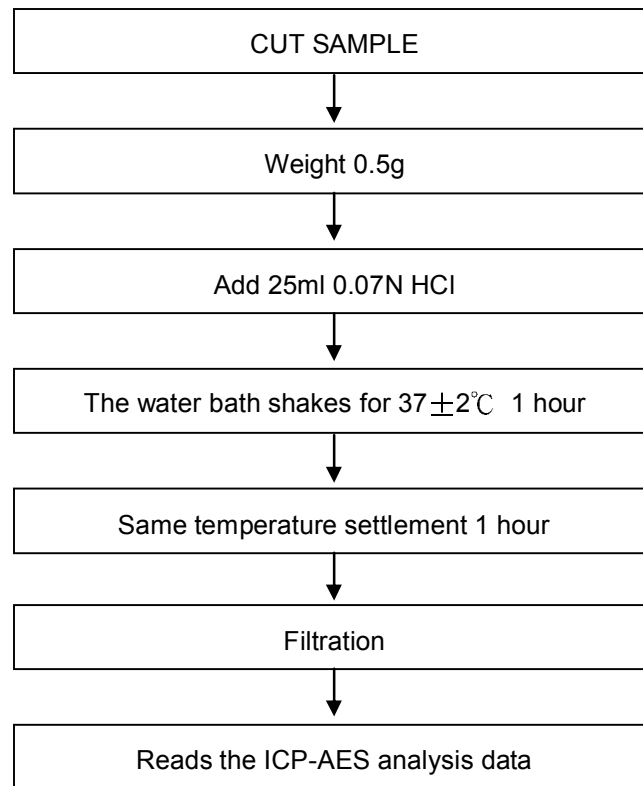 CUT SAMPLE
Weight 0.5g
Add 25ml 0.07N HCl
The water bath shakes for 37±2℃ 1 hour
Same temperature settlement 1 hour
Filtration
Reads the ICP-AES analysis data